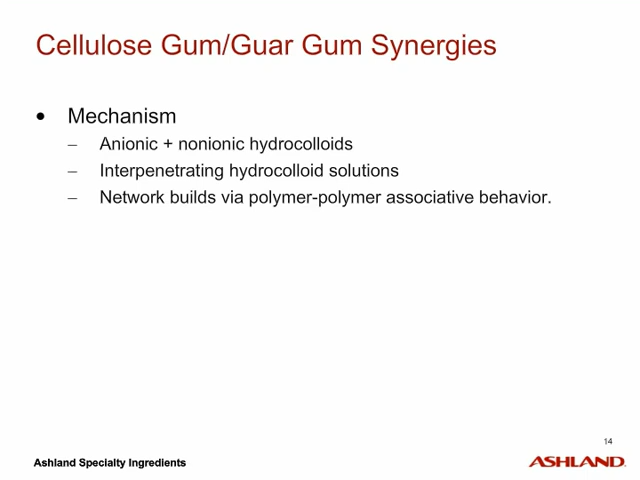 Cellulose Gum/Guar Gum Synergies
• Mechanism
– Anionic + nonionic hydrocolloids
– Interpenetrating hydrocolloid solutions
– Network builds via polymer-polymer associative behavior.
14
Ashland Specialty Ingredients
ASHLAND.